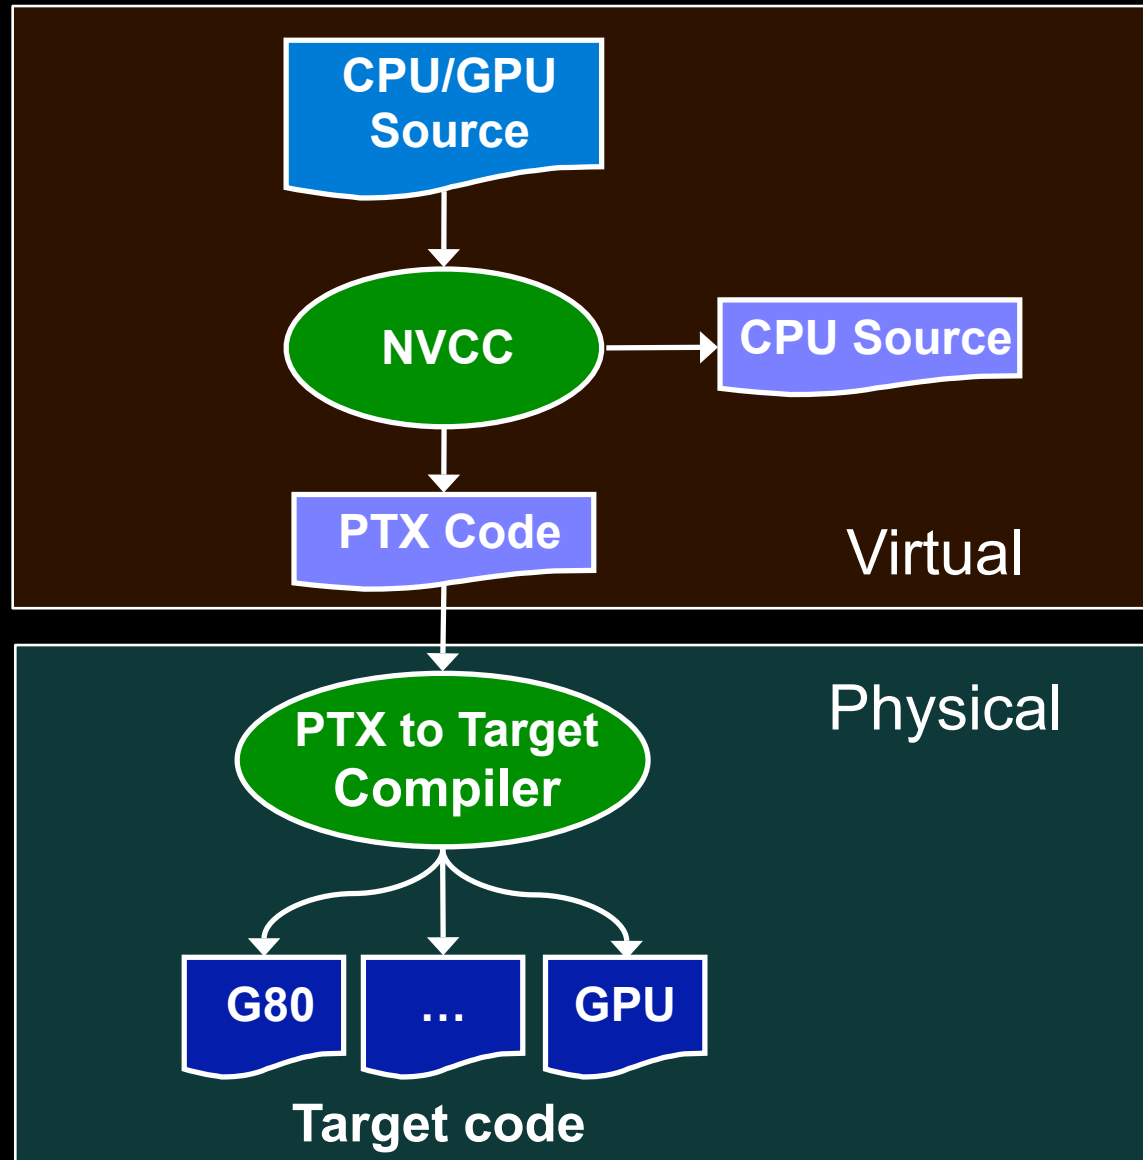 CPU/GPU
Source
NVCC
CPU Source
PTX Code
Virtual
Physical
PTX to Target
Compiler
G80
...
GPU
Target code